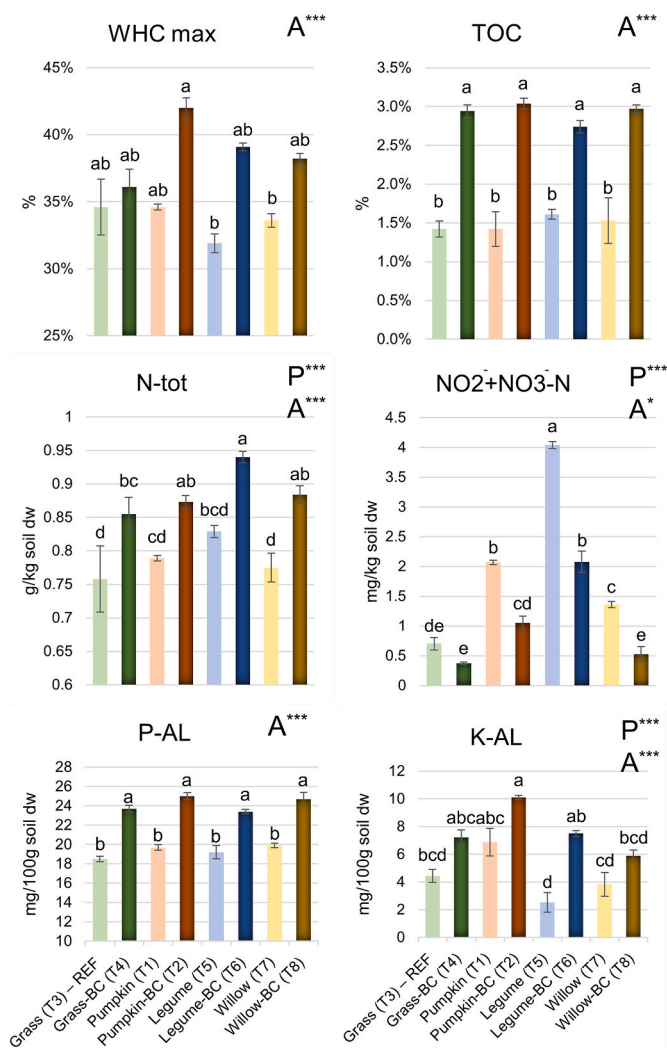 WHC max
A***
45%
40%
35%
30%
25%
%
ab
ab
ab
a
b
ab
b
ab
TOC
A***
3.5%
3.0%
2.5%
2.0%
1.5%
1.0%
0.5%
0.0%
%
b
a
b
a
b
a
b
a
N-tot
P***
A***
1
0.95
0.9
0.85
0.8
0.75
0.7
0.65
0.6
g/kg soil dw
d
bc
cd
ab
bcd
a
d
ab
NO2⁻+NO3⁻-N
P***
A*
4.5
4
3.5
3
2.5
2
1.5
1
0.5
0
mg/kg soil dw
de
e
b
cd
a
b
c
e
P-AL
A***
28
26
24
22
20
18
16
14
12
10
mg/100g soil dw
b
a
b
a
b
a
b
a
Grass (T3) – REF
Grass-BC (T4)
Pumpkin (T1)
Pumpkin-BC (T2)
Legume (T5)
Legume-BC (T6)
Willow (T7)
Willow-BC (T8)
K-AL
P***
A***
12
10
8
6
4
2
0
mg/100g soil dw
bcd
abc
abc
a
d
ab
cd
bcd
Grass (T3) – REF
Grass-BC (T4)
Pumpkin (T1)
Pumpkin-BC (T2)
Legume (T5)
Legume-BC (T6)
Willow (T7)
Willow-BC (T8)